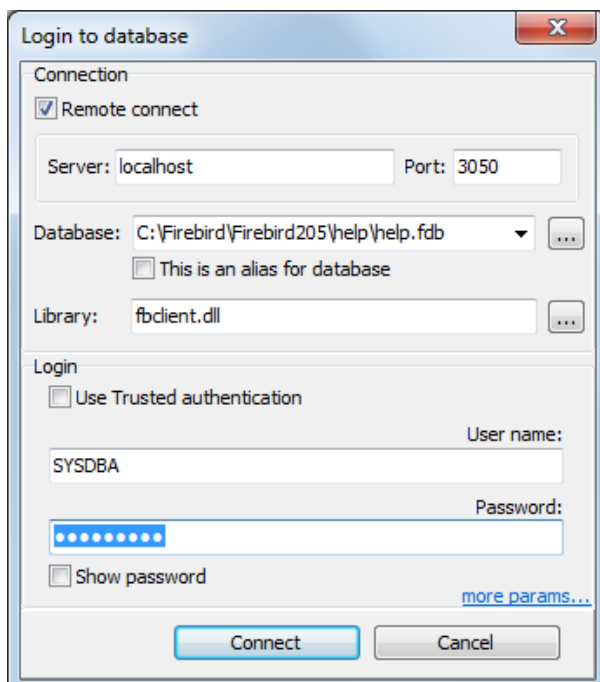 Login to database
Connection
Remote connect
Server: localhost Port: 3050
Database: C:\Firebird\Firebird205\help\help.fdb ...
This is an alias for database
Library: fbclient.dll ...
Login
Use Trusted authentication
User name:
SYSDBA
Password:
●●●●●●●●●
Show password
more params...
Connect Cancel